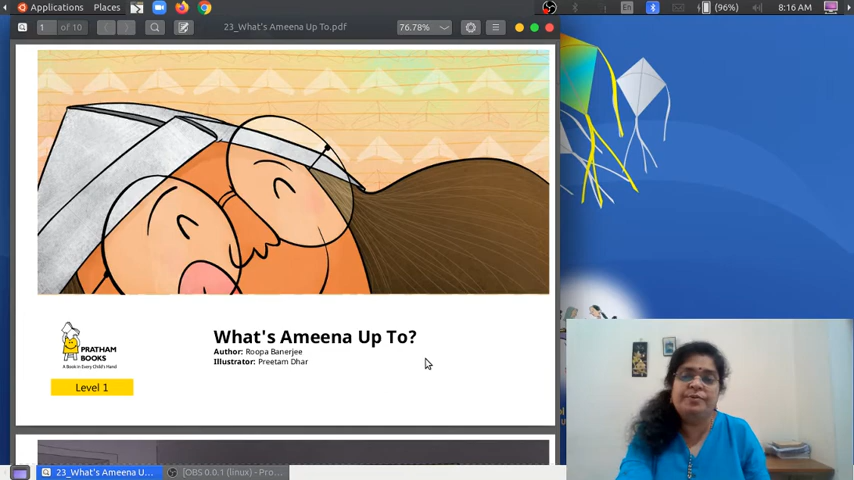 Applications Places En (96%) 8:16 AM
1 of 10 23_What's Ameena Up To.pdf 76.78%
What's Ameena Up To?
Author: Roopa Banerjee
Illustrator: Preetam Dhar
PRATHAM
BOOKS
A Book in Every Child's Hand
Level 1
23_What's Ameena U... [OBS 0.0.1 (linux) - Pro...